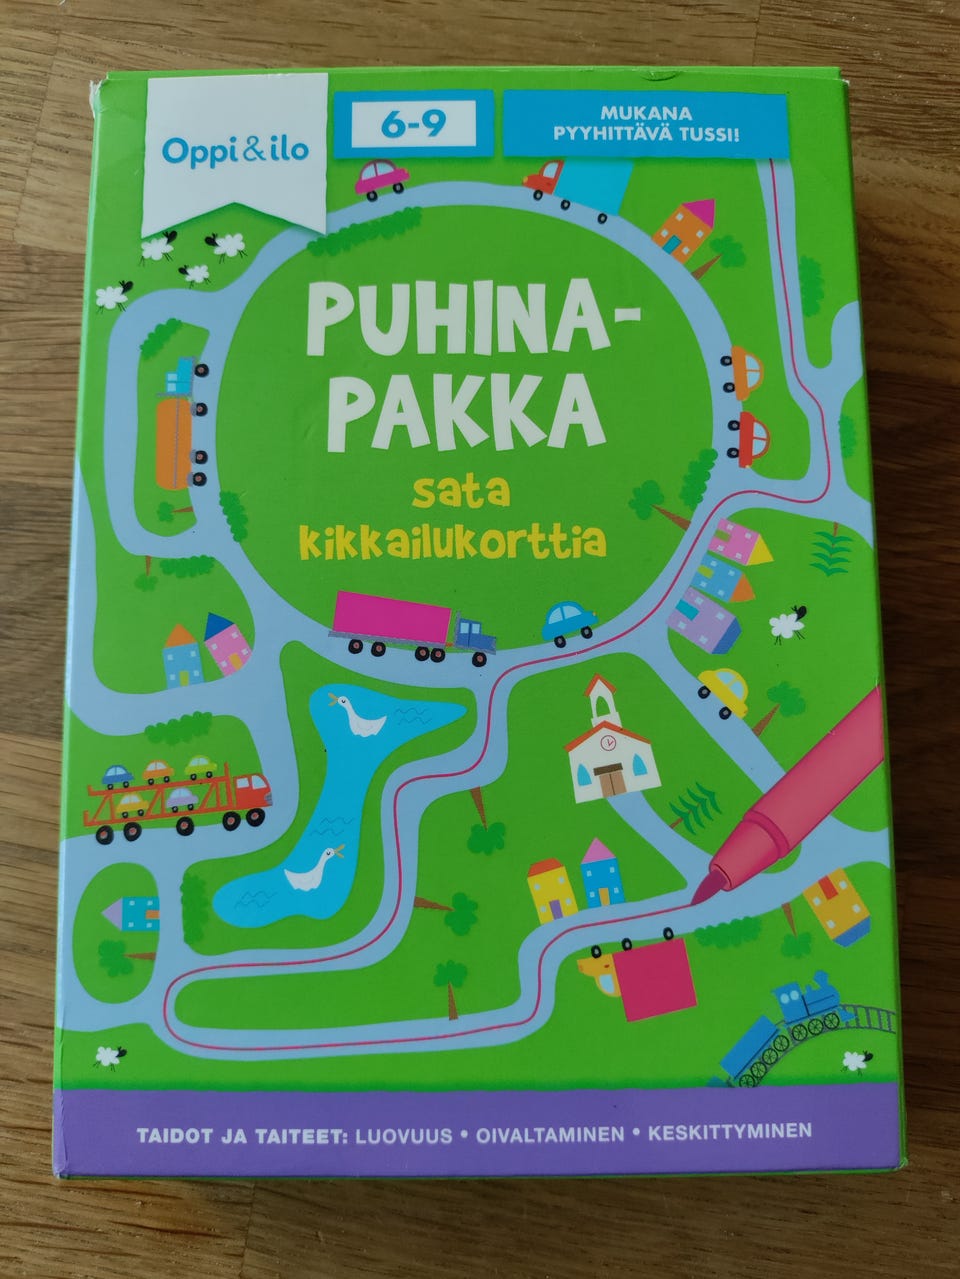 Oppi & ilo
6-9
MUKANA
PYYHITTÄVÄ TUSSI!
PUHINA-
PAKKA
sata
kikkailukorttia
TAIDOT JA TAITEET: LUOVUUS • OIVALTAMINEN • KESKITTYMINEN